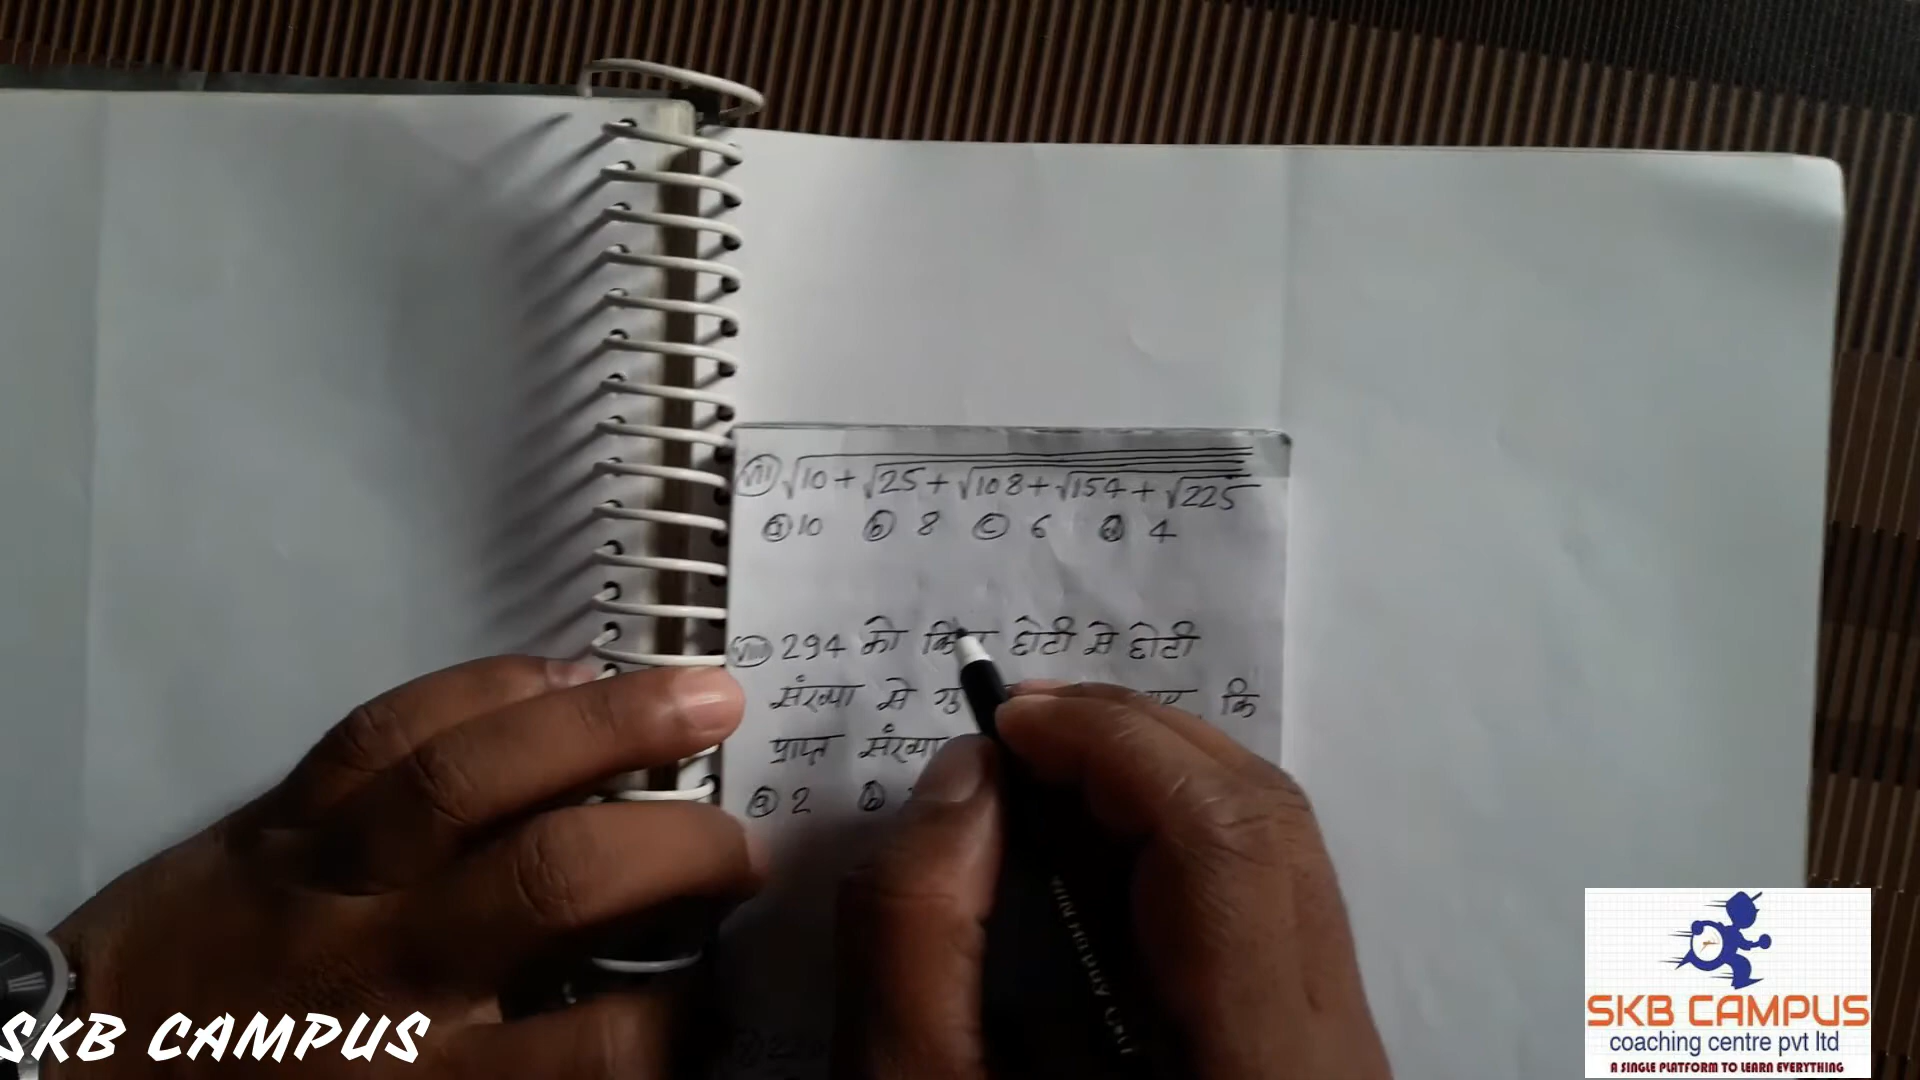 (vii) √10 + √25 + √108 + √154 + √225
(a) 10 (b) 8 (c) 6 (d) 4
(viii) 294 को छोटी से छोटी
संख्या से कि
प्राप्त संख्या
(a) 2 (b)
SKB CAMPUS
SKB CAMPUS
coaching centre pvt ltd
A SINGLE PLATFORM TO LEARN EVERYTHING